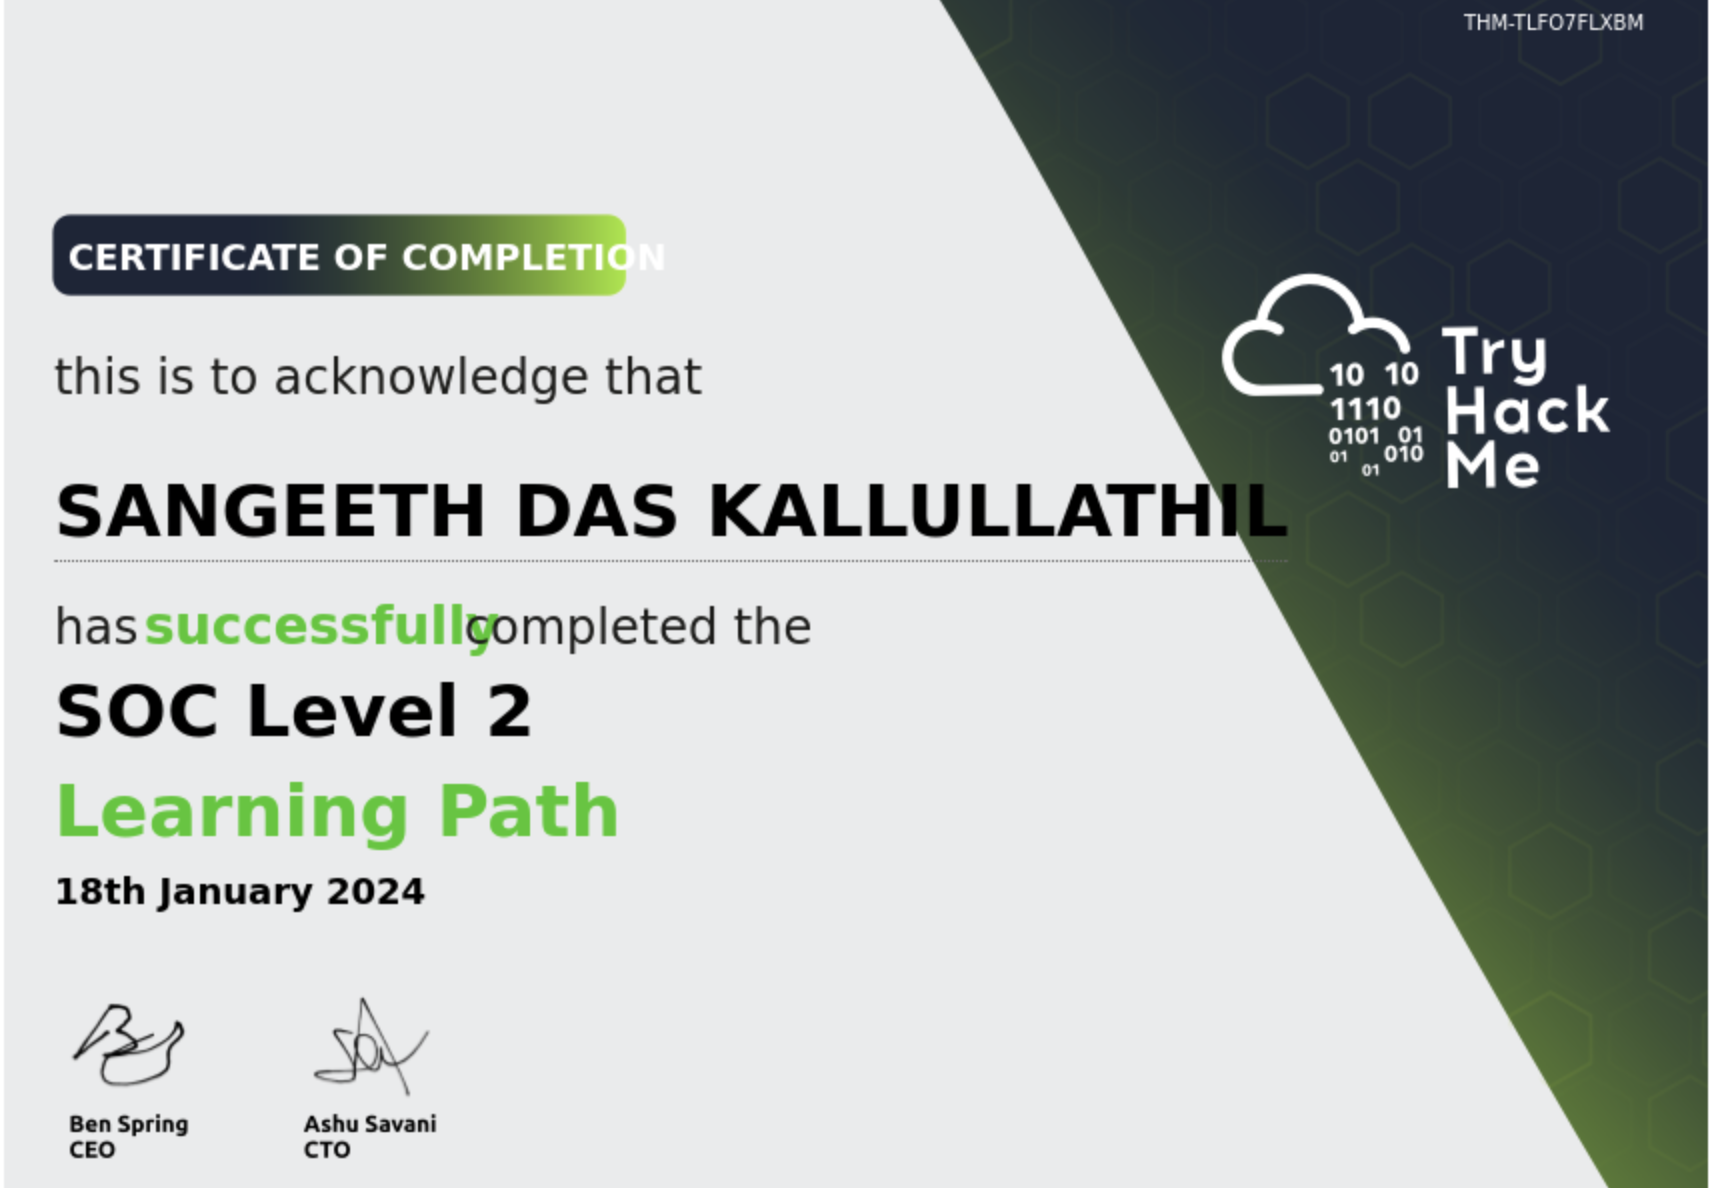 THM-TLFO7FLXBM
CERTIFICATE OF COMPLETION
this is to acknowledge that
SANGEETH DAS KALLULLATHIL
has successfully completed the
SOC Level 2
Learning Path
18th January 2024
Ben Spring
CEO
Ashu Savani
CTO
10 10
1110
0101 01
01 010
01
Try
Hack
Me